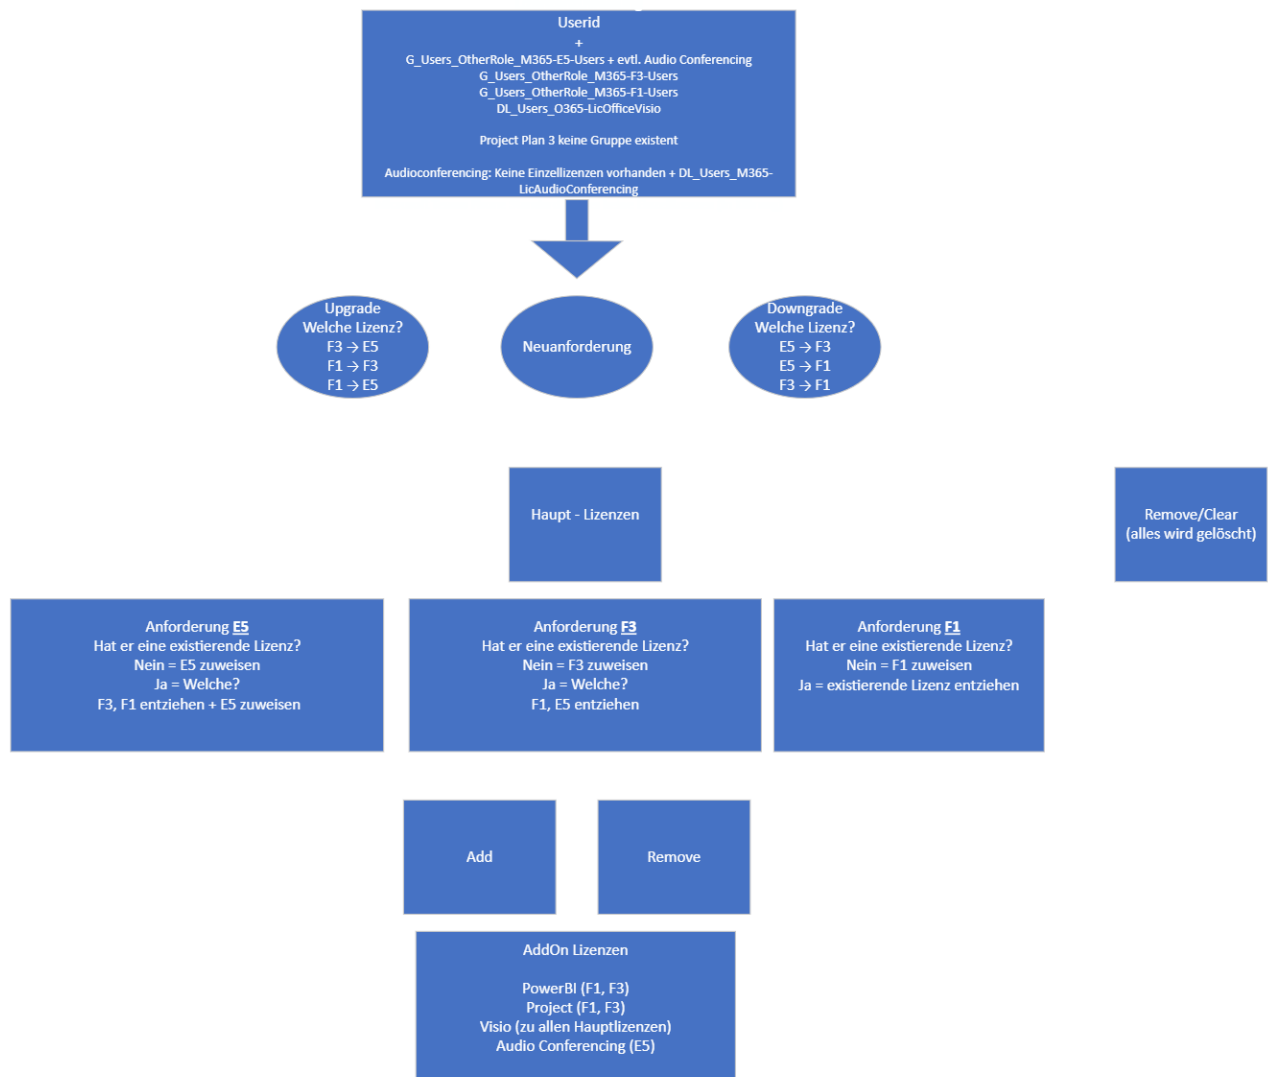 Userid
+
G_Users_OtherRole_M365-E5-Users + evtl. Audio Conferencing
G_Users_OtherRole_M365-F3-Users
G_Users_OtherRole_M365-F1-Users
DL_Users_O365-LicOfficeVisio
Project Plan 3 keine Gruppe existent
Audioconferencing: Keine Einzellizenzen vorhanden + DL_Users_M365-
LicAudioConferencing
Upgrade
Welche Lizenz?
F3 → E5
F1 → F3
F1 → E5
Neuanforderung
Downgrade
Welche Lizenz?
E5 → F3
E5 → F1
F3 → F1
Haupt - Lizenzen
Remove/Clear
(alles wird gelöscht)
Anforderung E5
Hat er eine existierende Lizenz?
Nein = E5 zuweisen
Ja = Welche?
F3, F1 entziehen + E5 zuweisen
Anforderung F3
Hat er eine existierende Lizenz?
Nein = F3 zuweisen
Ja = Welche?
F1, E5 entziehen
Anforderung F1
Hat er eine existierende Lizenz?
Nein = F1 zuweisen
Ja = existierende Lizenz entziehen
Add
Remove
AddOn Lizenzen
PowerBI (F1, F3)
Project (F1, F3)
Visio (zu allen Hauptlizenzen)
Audio Conferencing (E5)